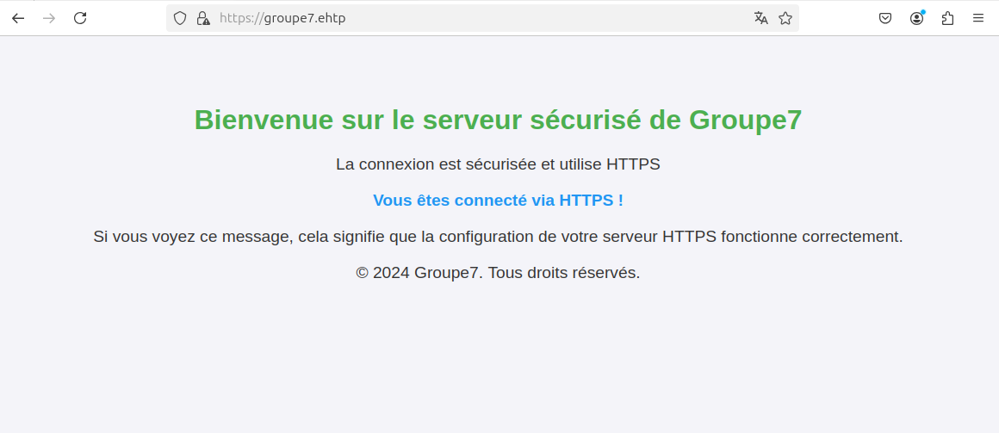 https://groupe7.ehtp
Bienvenue sur le serveur sécurisé de Groupe7
La connexion est sécurisée et utilise HTTPS
Vous êtes connecté via HTTPS !
Si vous voyez ce message, cela signifie que la configuration de votre serveur HTTPS fonctionne correctement.
© 2024 Groupe7. Tous droits réservés.